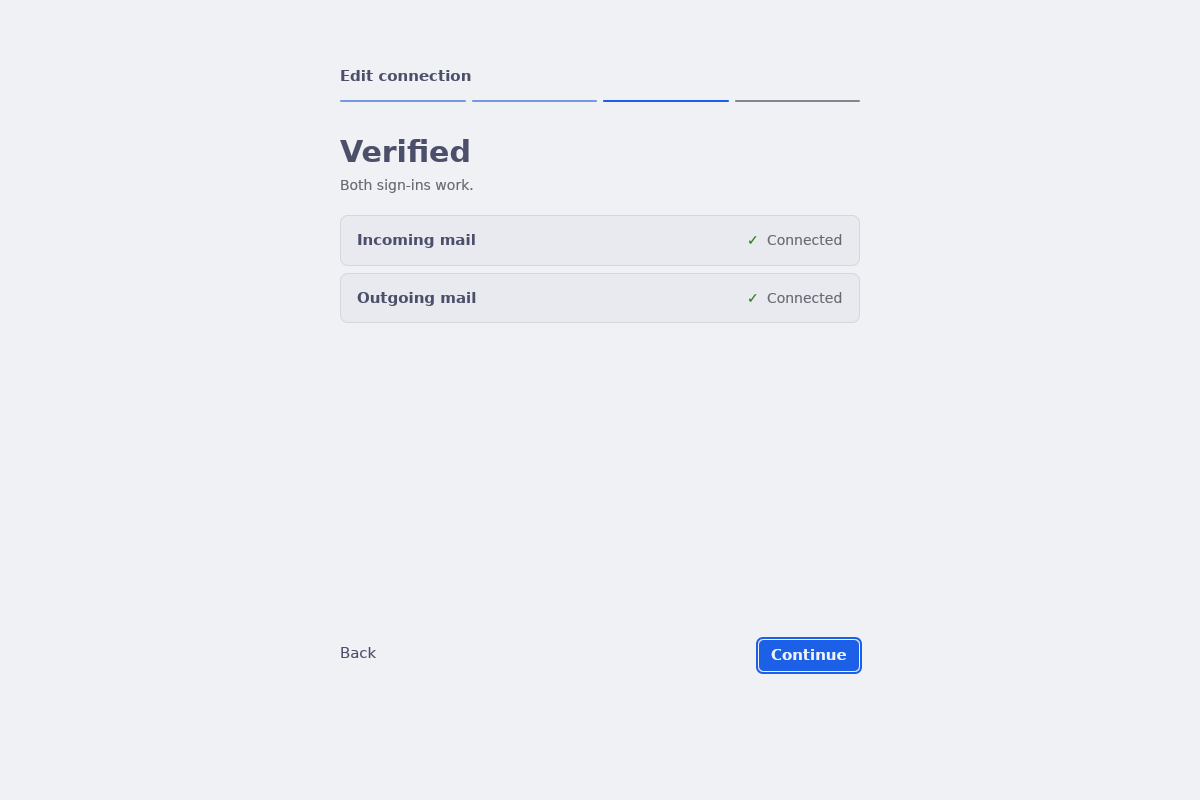 Edit connection
Verified
Both sign-ins work.
Incoming mail ✓ Connected
Outgoing mail ✓ Connected
Back Continue